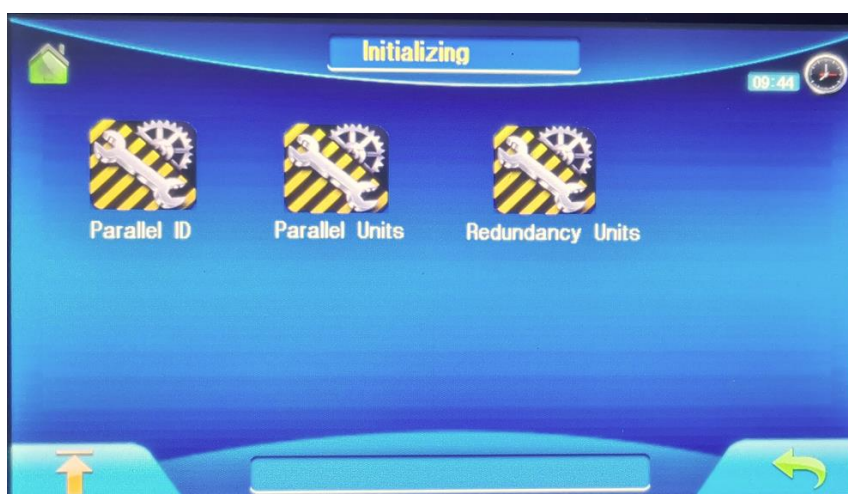 Initializing
09:44
Parallel ID
Parallel Units
Redundancy Units